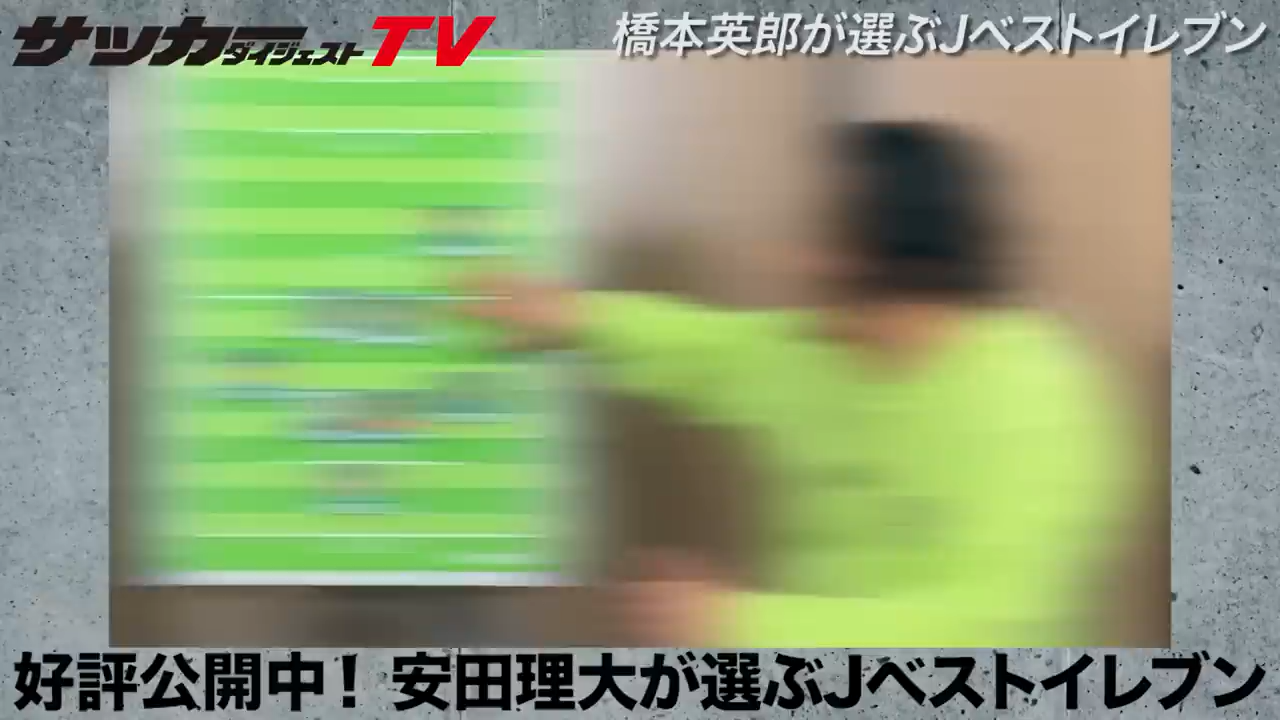 サッカーダイジェストTV
橋本英郎が選ぶJベストイレブン
好評公開中！安田理大が選ぶJベストイレブン